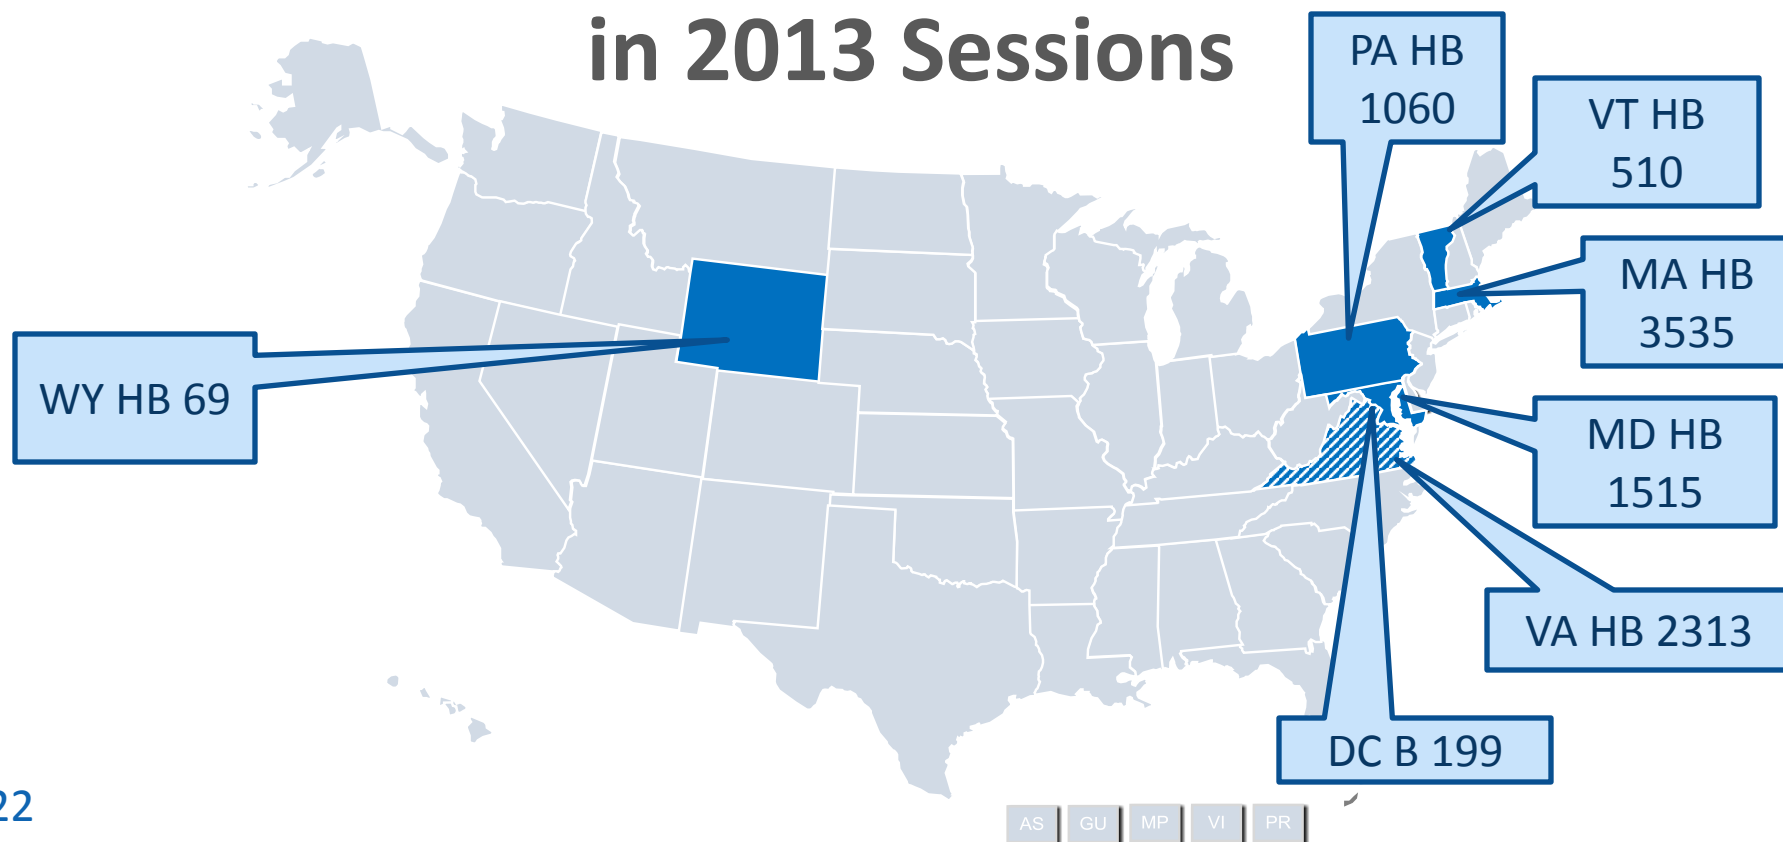 in 2013 Sessions
PA HB
1060
VT HB
510
MA HB
3535
WY HB 69
MD HB
1515
VA HB 2313
DC B 199
22
AS GU MP VI PR